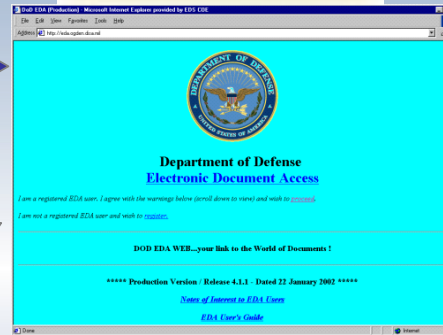 DoD EDA (Production) - Microsoft Internet Explorer provided by EDS COE
File Edit View Favorites Tools Help
Address http://eda.ogden.disa.mil
DEPARTMENT OF DEFENSE
UNITED STATES OF AMERICA
Department of Defense
Electronic Document Access
I am a registered EDA user. I agree with the warnings below (scroll down to view) and wish to proceed.
I am not a registered EDA user and wish to register.
DOD EDA WEB...your link to the World of Documents !
***** Production Version / Release 4.1.1 - Dated 22 January 2002 *****
Notes of Interest to EDA Users
EDA User's Guide
Done
Internet